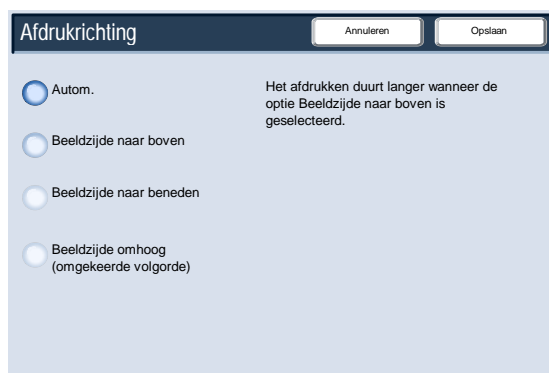 Afdrukrichting
Annuleren
Opslaan
Autom.
Beeldzijde naar boven
Beeldzijde naar beneden
Beeldzijde omhoog
(omgekeerde volgorde)
Het afdrukken duurt langer wanneer de
optie Beeldzijde naar boven is
geselecteerd.